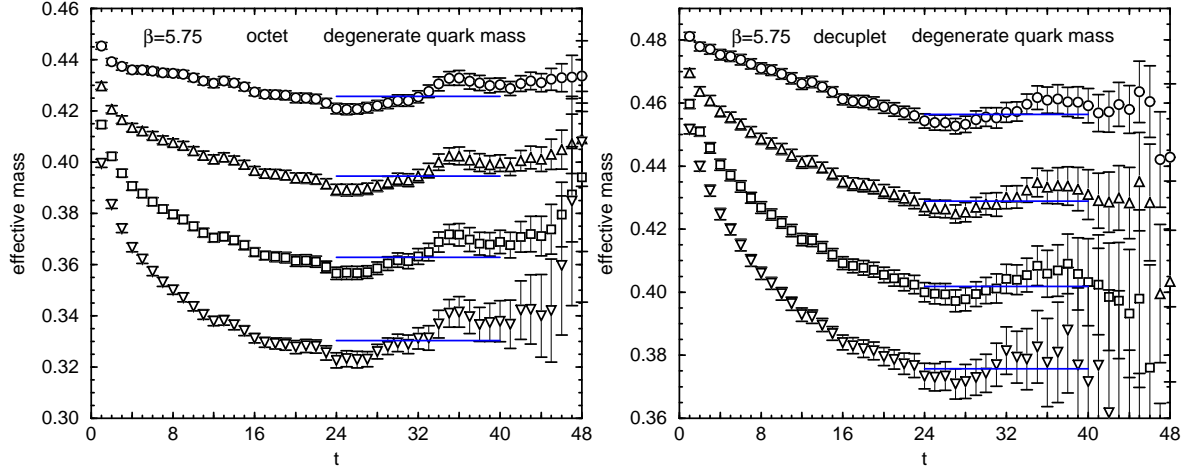 β=5.75 octet degenerate quark mass
effective mass
0.46
0.44
0.42
0.40
0.38
0.36
0.34
0.32
0.30
0 8 16 24 32 40 48
t
β=5.75 decuplet degenerate quark mass
effective mass
0.48
0.46
0.44
0.42
0.40
0.38
0.36
0 8 16 24 32 40 48
t